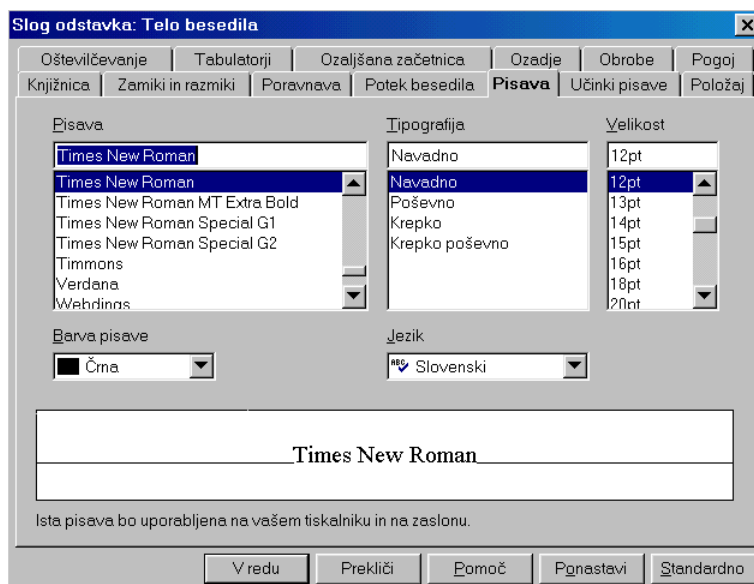 Slog odstavka: Telo besedila
Oštevilčevanje Tabulatorji Ozaljšana začetnica Ozadje Obrobe Pogoj
Knjižnica Zamiki in razmiki Poravnava Potek besedila Pisava Učinki pisave Položaj
Pisava Tipografija Velikost
Times New Roman Navadno 12pt
Times New Roman Navadno 12pt
Times New Roman MT Extra Bold Poševno 13pt
Times New Roman Special G1 Krepko 14pt
Times New Roman Special G2 Krepko poševno 15pt
Timmons 16pt
Verdana 18pt
Webdings 20pt
Barva pisave Jezik
Črna ABC Slovenski
Times New Roman
Ista pisava bo uporabljena na vašem tiskalniku in na zaslonu.
V redu Prekliči Pomoč Ponastavi Standardno